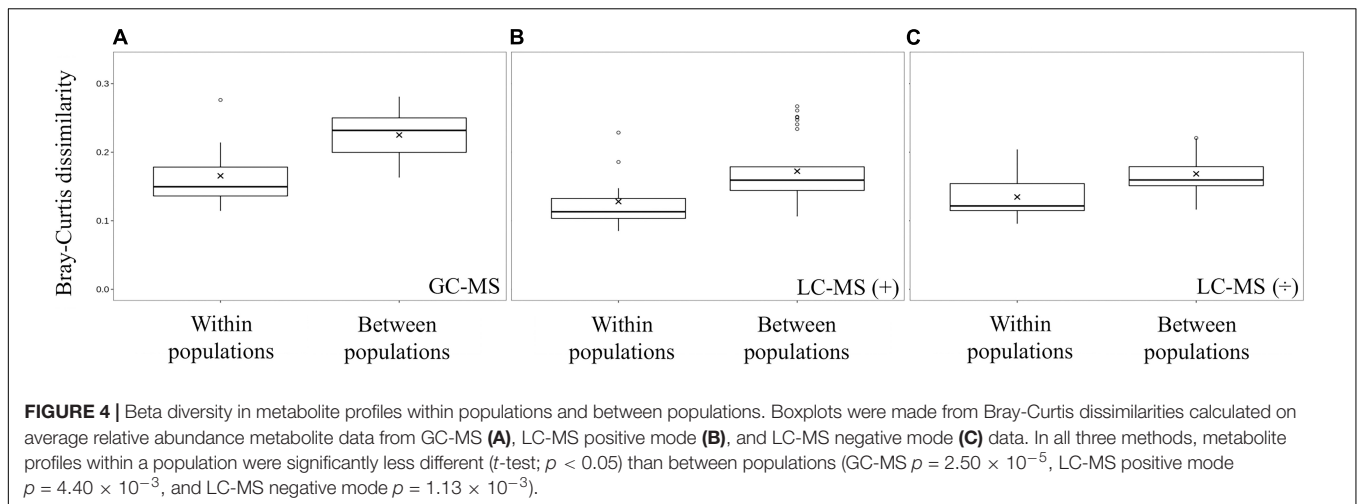 A
B
C
Bray-Curtis dissimilarity
0.3
0.2
0.1
0.0
GC-MS
LC-MS (+)
LC-MS (÷)
Within
populations
Between
populations
Within
populations
Between
populations
Within
populations
Between
populations
FIGURE 4 | Beta diversity in metabolite profiles within populations and between populations. Boxplots were made from Bray-Curtis dissimilarities calculated on
average relative abundance metabolite data from GC-MS (A), LC-MS positive mode (B), and LC-MS negative mode (C) data. In all three methods, metabolite
profiles within a population were significantly less different (t-test; p < 0.05) than between populations (GC-MS p = 2.50 × 10⁻⁵, LC-MS positive mode
p = 4.40 × 10⁻³, and LC-MS negative mode p = 1.13 × 10⁻³).